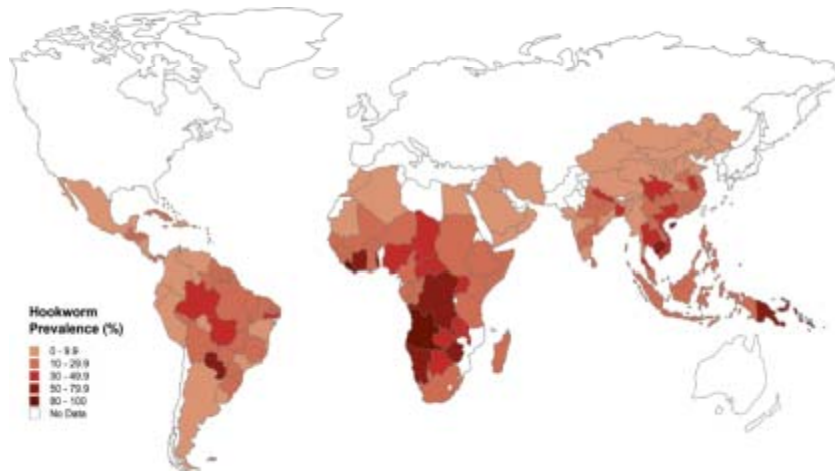 Hookworm
Prevalence (%)
0 - 9.9
10 - 29.9
30 - 49.9
50 - 79.9
80 - 100
No Data